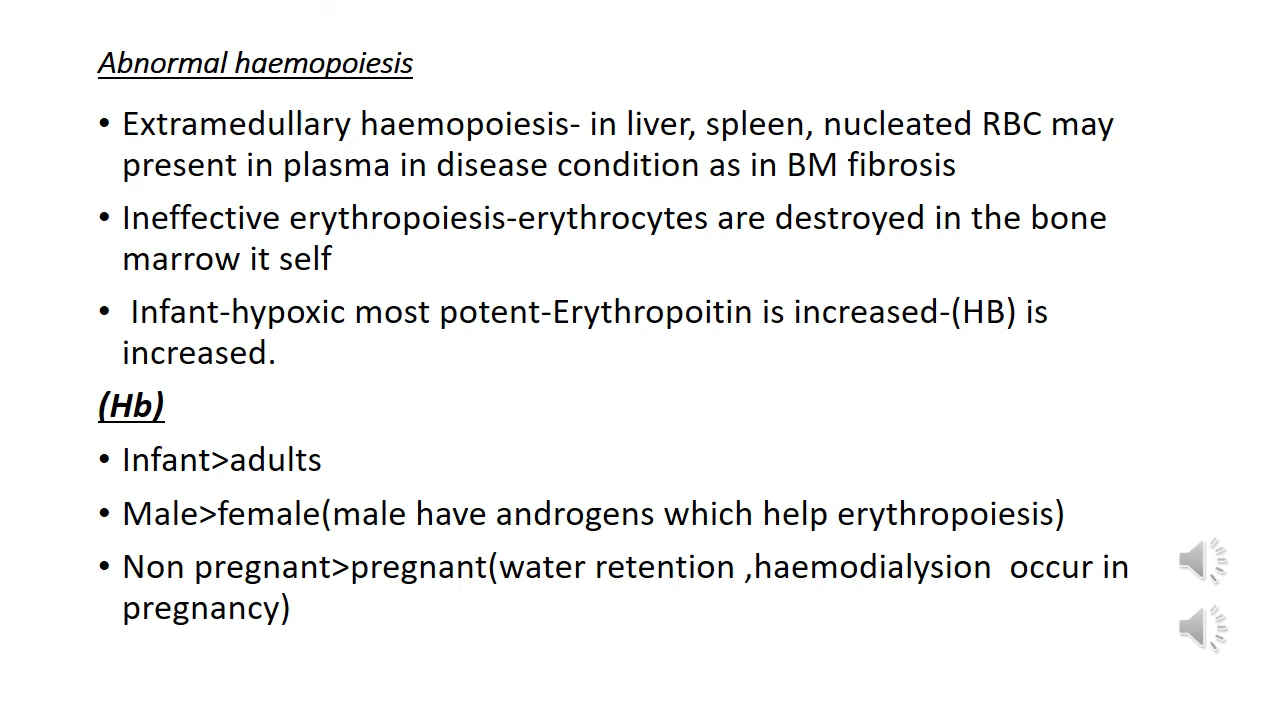 Abnormal haemopoiesis
• Extramedullary haemopoiesis- in liver, spleen, nucleated RBC may
present in plasma in disease condition as in BM fibrosis
• Ineffective erythropoiesis-erythrocytes are destroyed in the bone
marrow it self
• Infant-hypoxic most potent-Erythropoitin is increased-(HB) is
increased.
(Hb)
• Infant>adults
• Male>female(male have androgens which help erythropoiesis)
• Non pregnant>pregnant(water retention ,haemodialysion occur in
pregnancy)